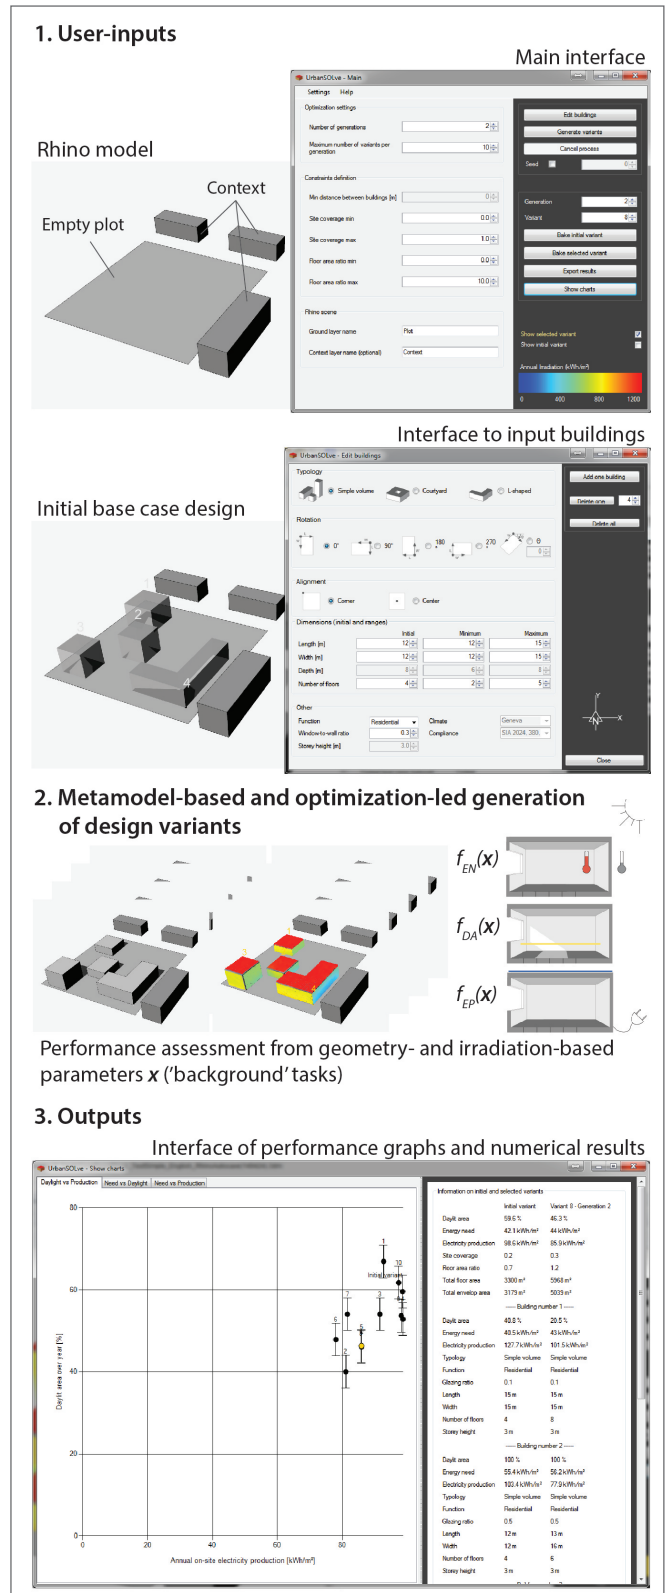 1. User-inputs
Main interface
UrbanSOLve - Main
Settings Help
Optimization settings
Number of generations 2
Maximum number of variants per generation 10
Constraints definition
Min distance between buildings [m] 0
Site coverage min 0.0
Site coverage max 1.0
Floor area ratio min 0.0
Floor area ratio max 10.0
Rhino scene
Ground layer name Plot
Context layer name (optional) Context
Edit buildings
Generate variants
Cancel process
Seed 0
Generation 2
Variant 8
Bake initial variant
Bake selected variant
Export results
Show charts
Show selected variant
Show initial variant
Annual Irradiation (kWh/m²)
0 400 800 1200
Rhino model
Context
Empty plot
Interface to input buildings
UrbanSOLve - Edit buildings
Typology
Simple volume Courtyard L-shaped
Rotation
0° 90° 180° 270° Θ
0
Alignment
Corner Center
Dimensions (initial and ranges)
Initial Minimum Maximum
Length [m] 12 12 15
Width [m] 12 12 15
Depth [m] 8 6 8
Number of floors 4 2 5
Other
Function Residential Climate Geneva
Window-to-wall ratio 0.3 Compliance SIA 2024; 380;
Storey height [m] 3.0
Add one building
Delete one 4
Delete all
Y
X
N
Close
Initial base case design
1
2
3
4
2. Metamodel-based and optimization-led generation
of design variants
f EN (x)
f DA (x)
f EP (x)
Performance assessment from geometry- and irradiation-based
parameters x ('background' tasks)
3. Outputs
Interface of performance graphs and numerical results
UrbanSOLve - Show charts
Daylight vs Production Need vs Daylight Need vs Production
Daylit area over year [%]
80
60
40
20
0
0 20 40 60 80
Annual on-site electricity production [kWh/m²]
1
10
Initial variant
7
3
6
5
2
Information on initial and selected variants
Initial variant Variant 8 - Generation 2
Daylit area 59.6 % 46.3 %
Energy need 42.1 kWh/m² 44 kWh/m²
Electricity production 98.6 kWh/m² 85.9 kWh/m²
Site coverage 0.2 0.3
Floor area ratio 0.7 1.2
Total floor area 3300 m² 5968 m²
Total envelop area 3179 m² 5039 m²
----- Building number 1 -----
Daylit area 40.8 % 20.5 %
Energy need 40.5 kWh/m² 43 kWh/m²
Electricity production 127.7 kWh/m² 101.5 kWh/m²
Typology Simple volume Simple volume
Function Residential Residential
Glazing ratio 0.1 0.1
Length 15 m 15 m
Width 15 m 15 m
Number of floors 4 8
Storey height 3 m 3 m
----- Building number 2 -----
Daylit area 100 % 100 %
Energy need 55.4 kWh/m² 56.2 kWh/m²
Electricity production 103.4 kWh/m² 77.9 kWh/m²
Typology Simple volume Simple volume
Function Residential Residential
Glazing ratio 0.5 0.5
Length 12 m 13 m
Width 12 m 16 m
Number of floors 4 6
Storey height 3 m 3 m